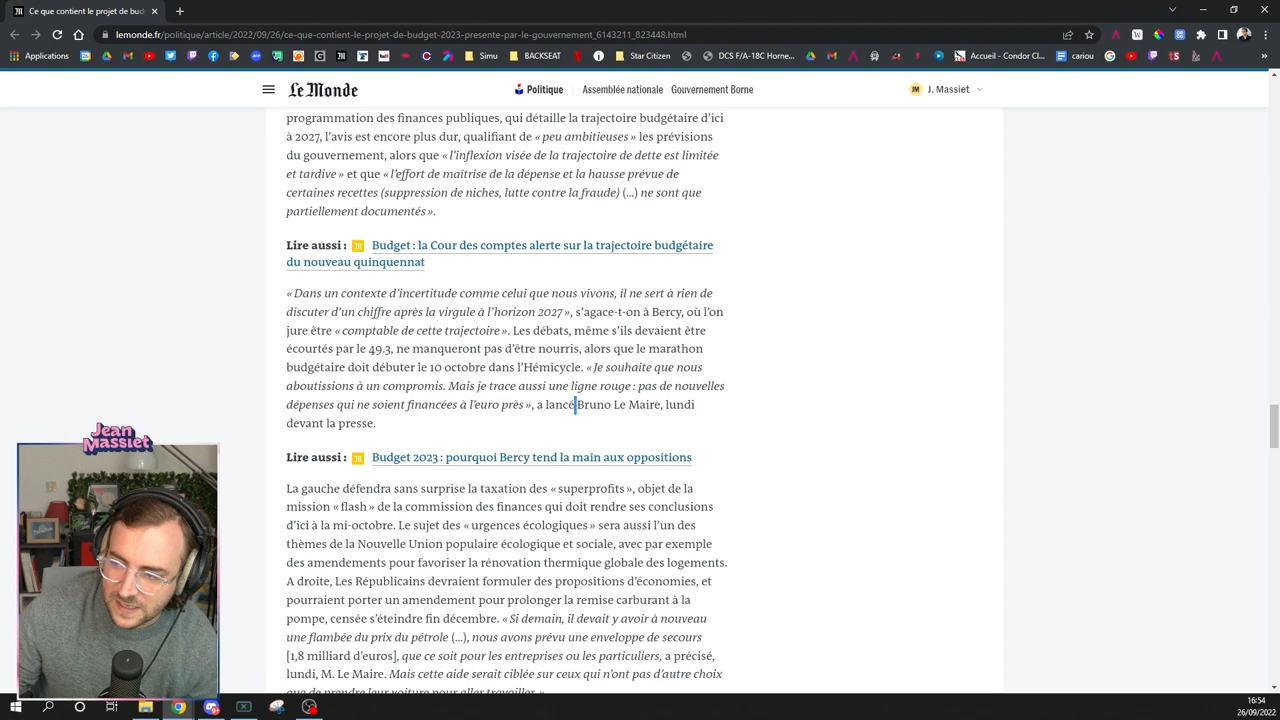 Ce que contient le projet de bud
lemonde.fr/politique/article/2022/09/26/ce-que-contient-le-projet-de-budget-2023-presente-par-le-gouvernement_6143211_823448.html
Applications
Simu
BACKSEAT
Star Citizen
DCS F/A-18C Horne...
Accueil - Condor Cl...
cariou
Le Monde
Politique
Assemblée nationale
Gouvernement Borne
JM
J. Massiet
programmation des finances publiques, qui détaille la trajectoire budgétaire d’ici
à 2027, l’avis est encore plus dur, qualifiant de « peu ambitieuses » les prévisions
du gouvernement, alors que « l’inflexion visée de la trajectoire de dette est limitée
et tardive » et que « l’effort de maîtrise de la dépense et la hausse prévue de
certaines recettes (suppression de niches, lutte contre la fraude) (…) ne sont que
partiellement documentés ».
Lire aussi : Budget : la Cour des comptes alerte sur la trajectoire budgétaire
du nouveau quinquennat
« Dans un contexte d’incertitude comme celui que nous vivons, il ne sert à rien de
discuter d’un chiffre après la virgule à l’horizon 2027 », s’agace-t-on à Bercy, où l’on
jure être « comptable de cette trajectoire ». Les débats, même s’ils devaient être
écourtés par le 49.3, ne manqueront pas d’être nourris, alors que le marathon
budgétaire doit débuter le 10 octobre dans l’Hémicycle. « Je souhaite que nous
aboutissions à un compromis. Mais je trace aussi une ligne rouge : pas de nouvelles
dépenses qui ne soient financées à l’euro près », a lancé Bruno Le Maire, lundi
devant la presse.
Lire aussi : Budget 2023 : pourquoi Bercy tend la main aux oppositions
La gauche défendra sans surprise la taxation des « superprofits », objet de la
mission « flash » de la commission des finances qui doit rendre ses conclusions
d’ici à la mi-octobre. Le sujet des « urgences écologiques » sera aussi l’un des
thèmes de la Nouvelle Union populaire écologique et sociale, avec par exemple
des amendements pour favoriser la rénovation thermique globale des logements.
A droite, Les Républicains devraient formuler des propositions d’économies, et
pourraient porter un amendement pour prolonger la remise carburant à la
pompe, censée s’éteindre fin décembre. « Si demain, il devait y avoir à nouveau
une flambée du prix du pétrole (…), nous avons prévu une enveloppe de secours
[1,8 milliard d’euros], que ce soit pour les entreprises ou les particuliers, a précisé,
lundi, M. Le Maire. Mais cette aide serait ciblée sur ceux qui n’ont pas d’autre choix
que de prendre leur voiture pour aller travailler. »
Jean
Massiet
16:54
26/09/2022